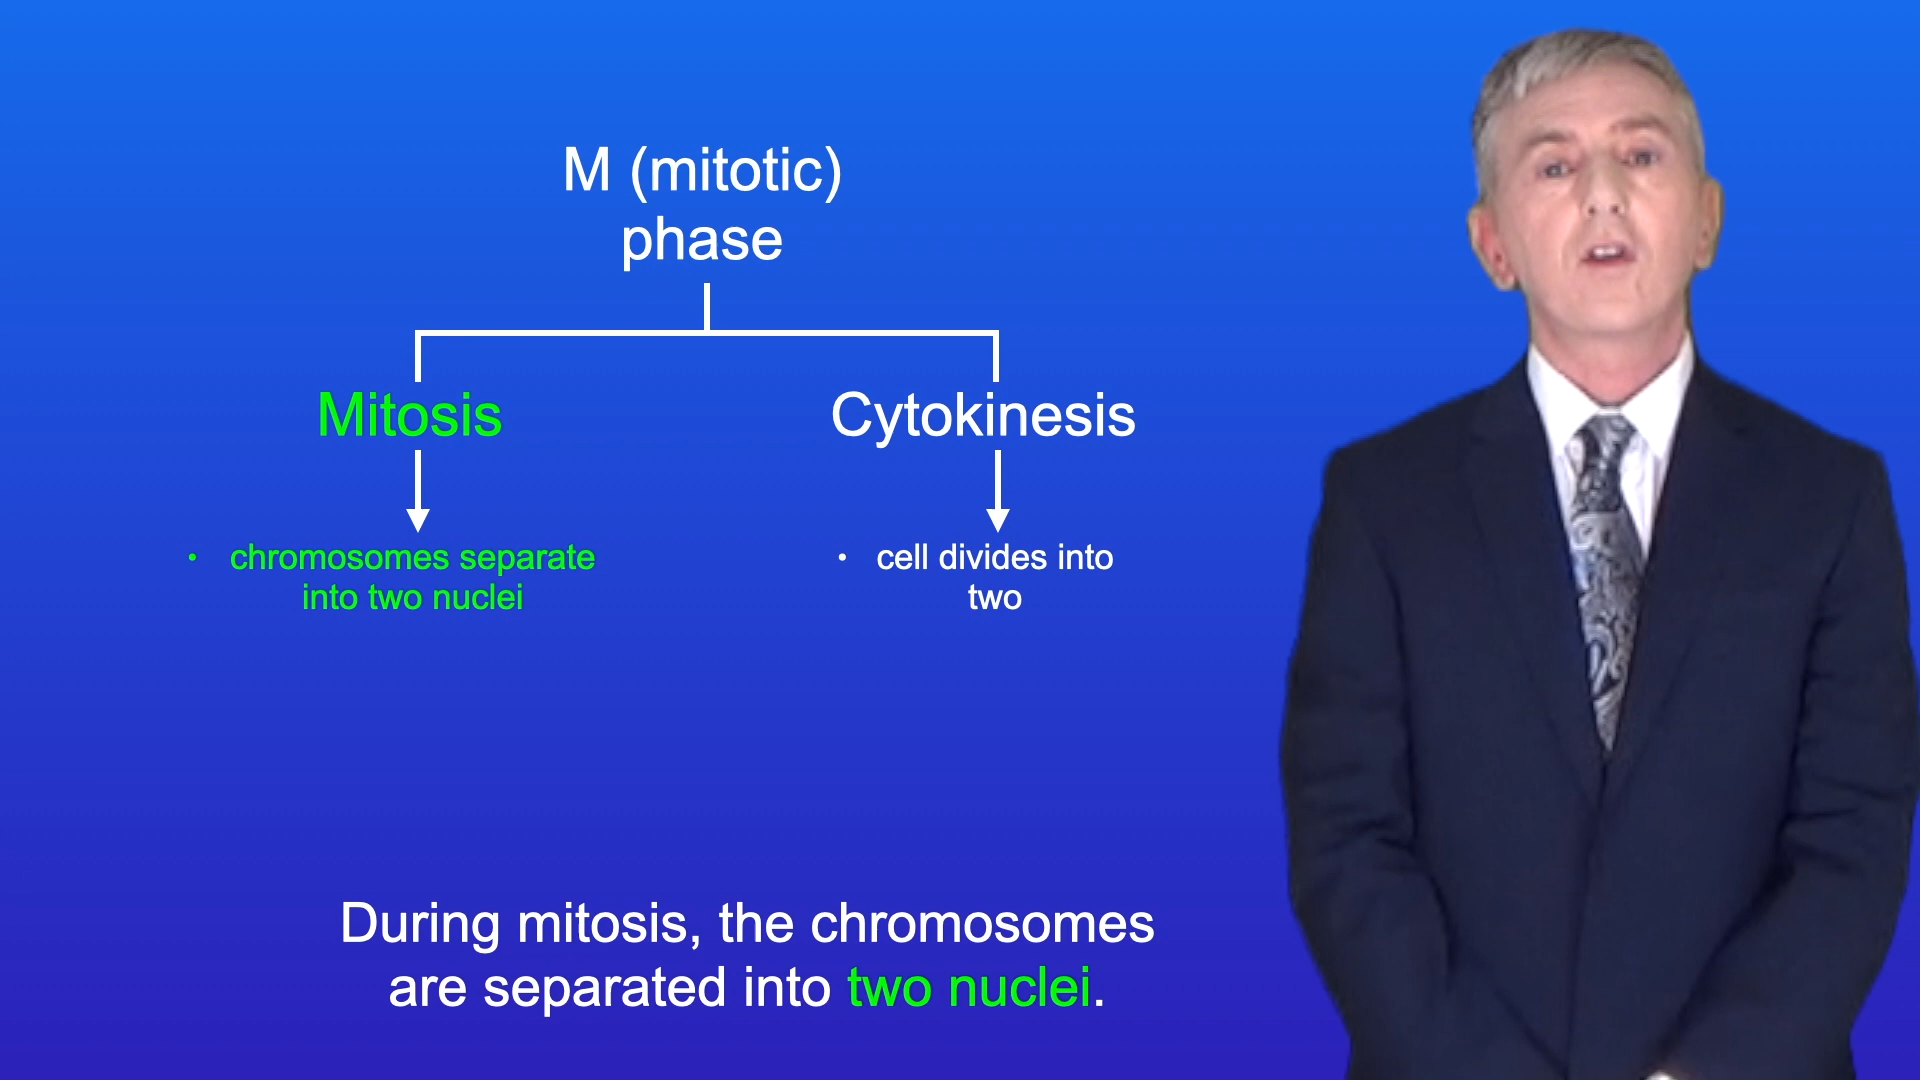 M (mitotic)
phase
Mitosis
Cytokinesis
• chromosomes separate
into two nuclei
• cell divides into
two
During mitosis, the chromosomes
are separated into two nuclei.